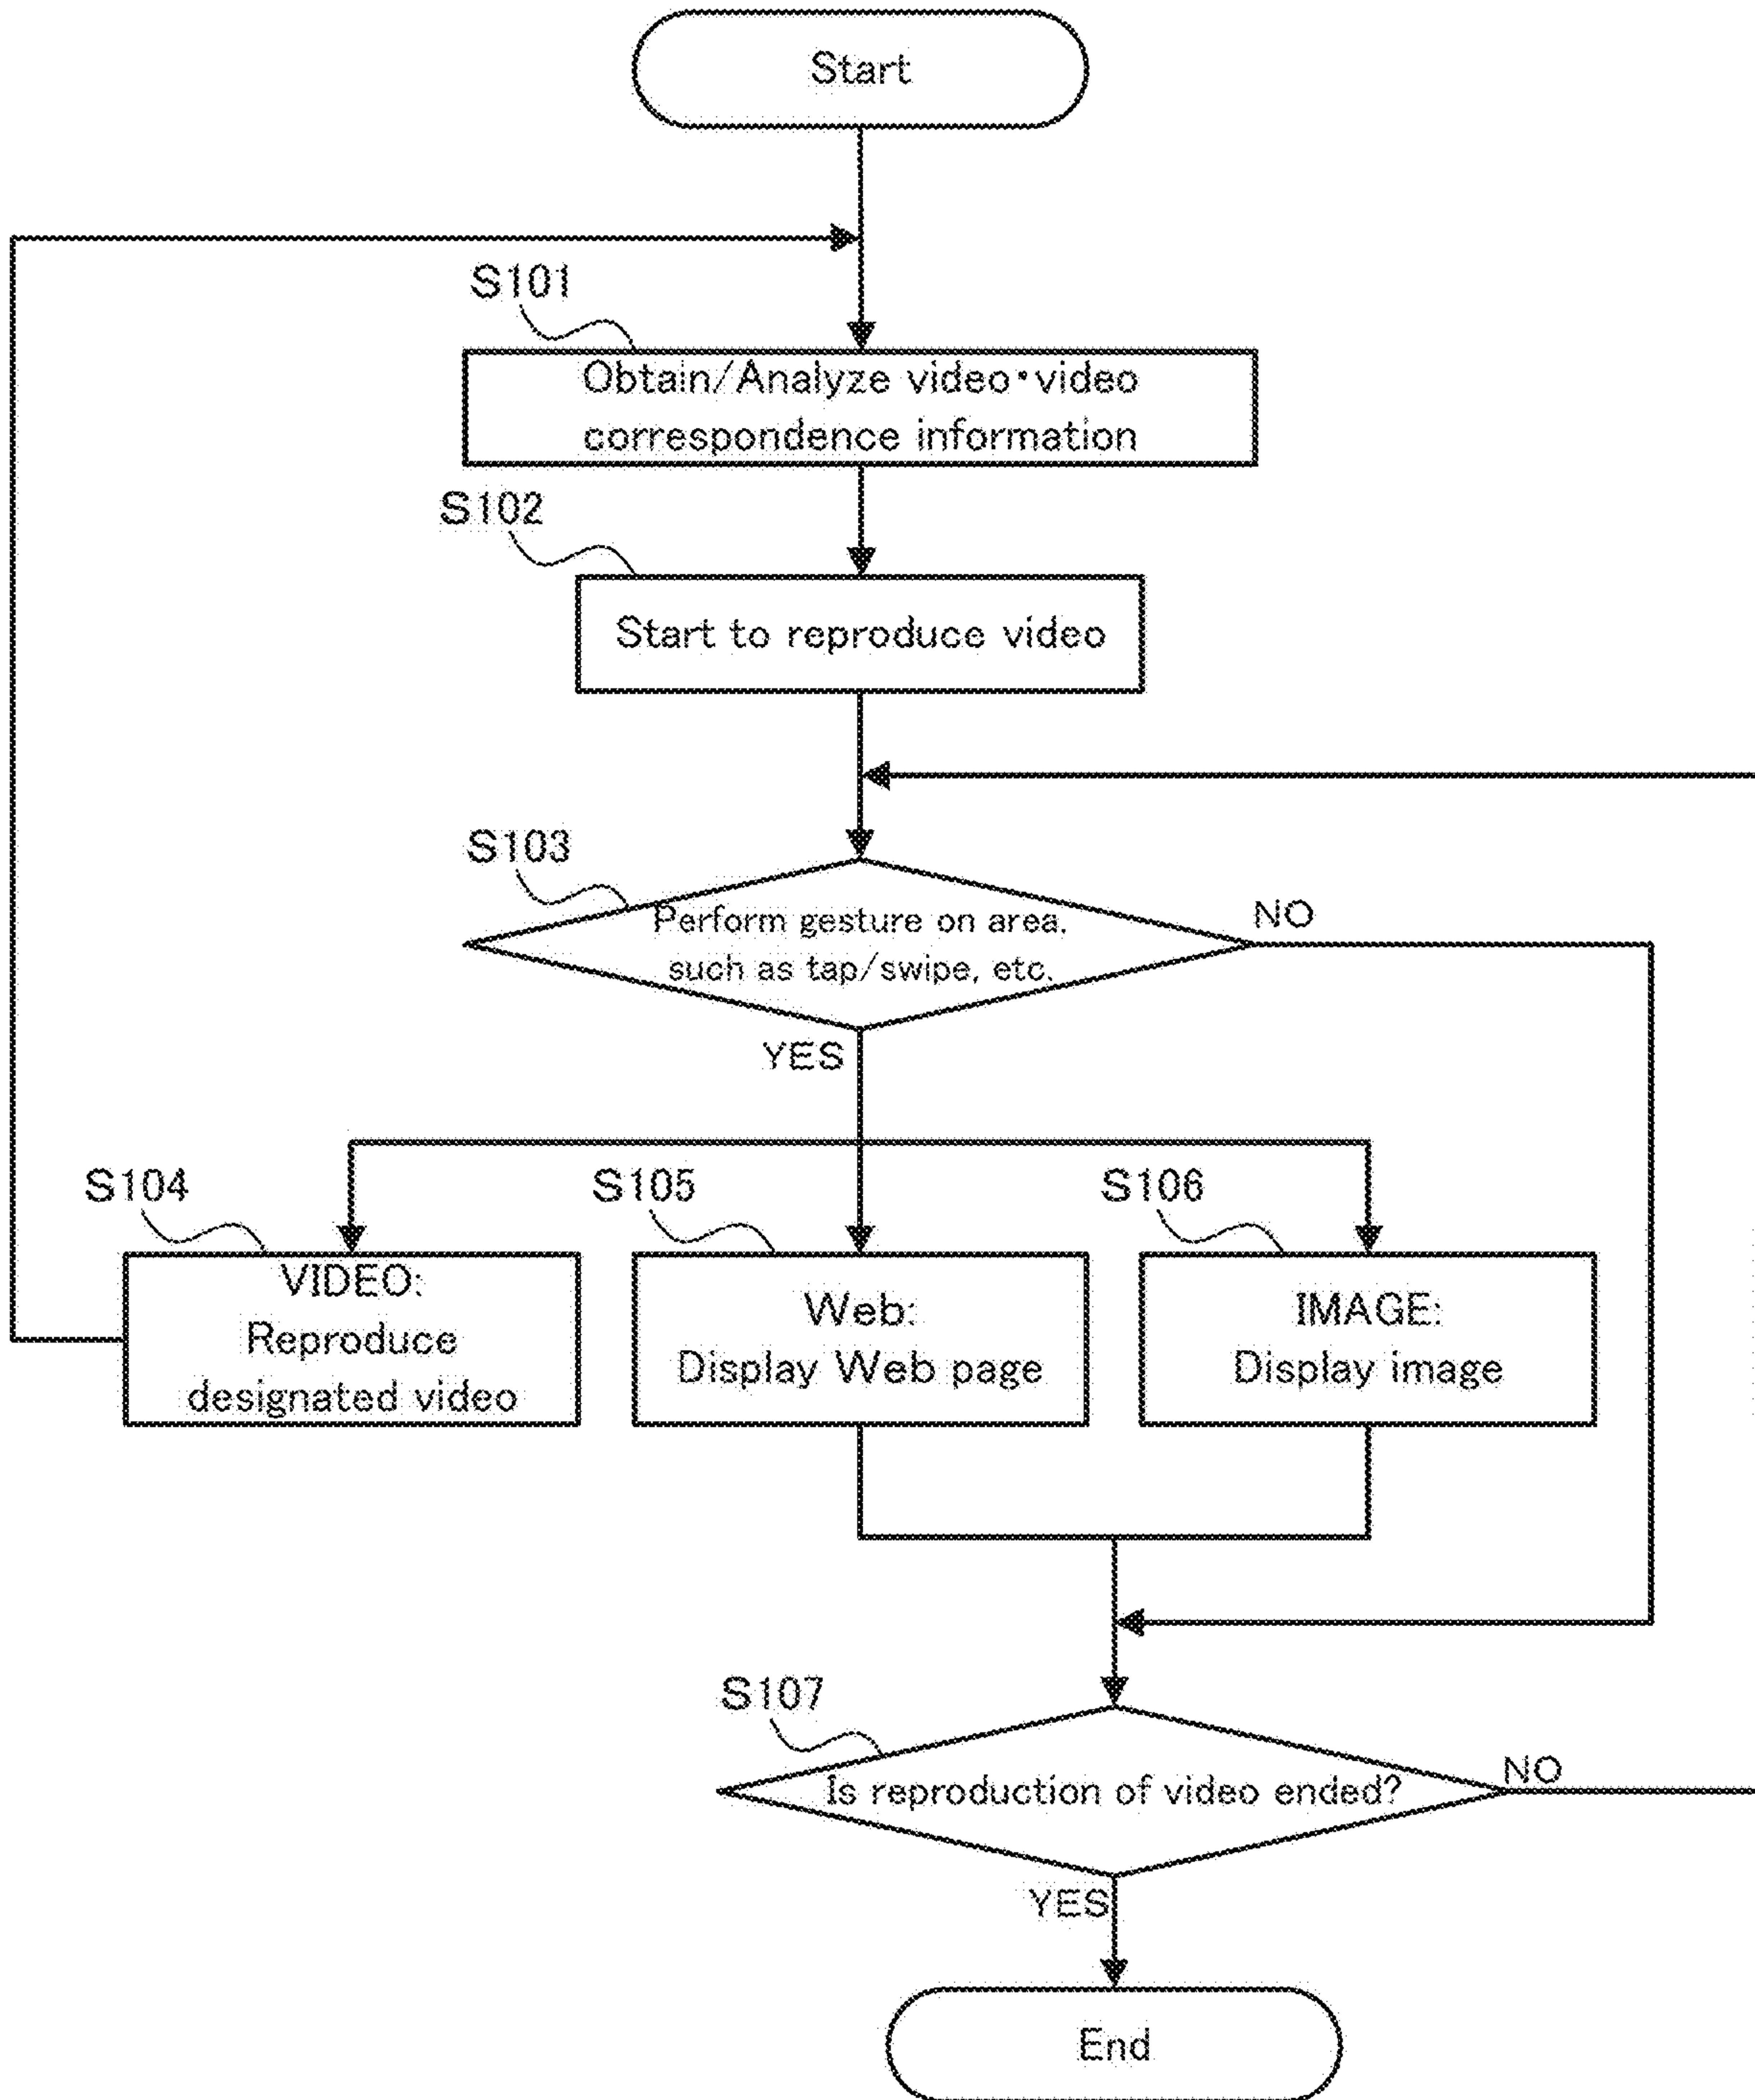 Start
S101
Obtain/Analyze video・video
correspondence information
S102
Start to reproduce video
S103
Perform gesture on area,
such as tap/swipe, etc.
NO
YES
S104
VIDEO:
Reproduce
designated video
S105
Web:
Display Web page
S106
IMAGE:
Display image
S107
Is reproduction of video ended?
NO
YES
End